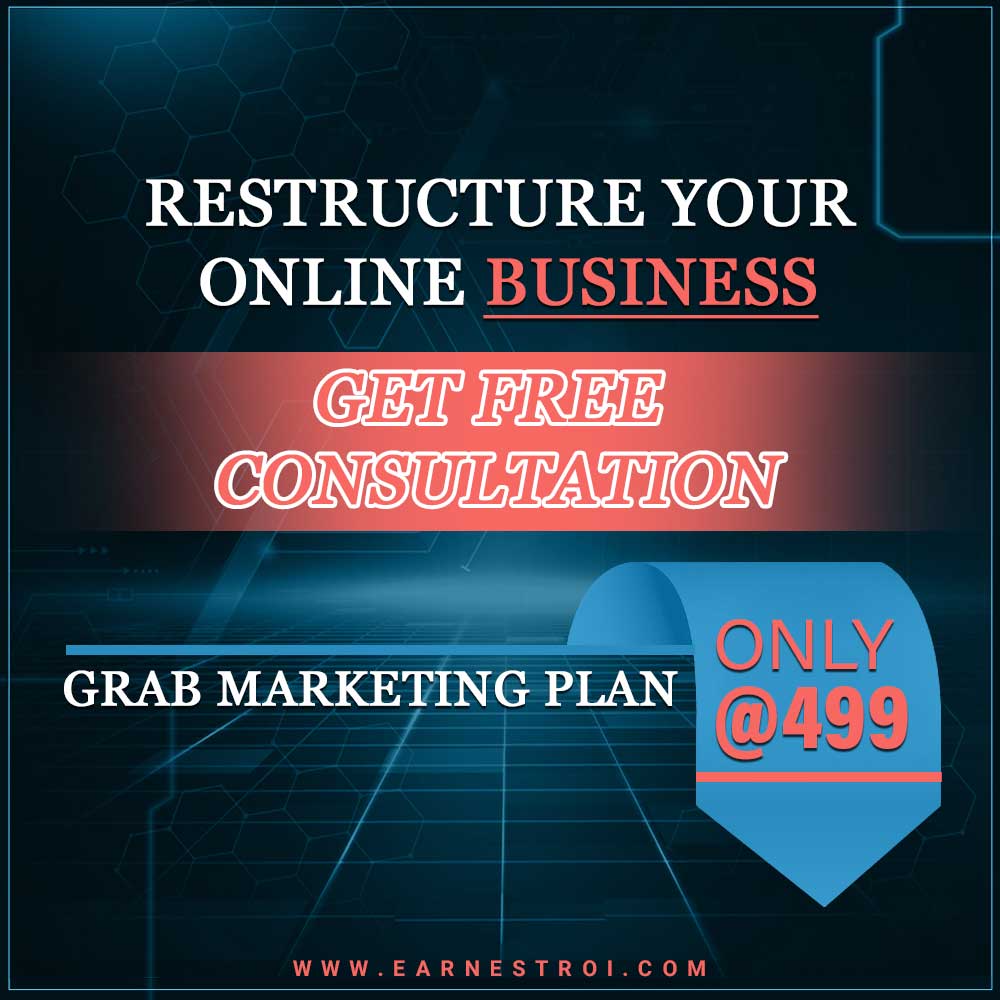 RESTRUCTURE YOUR
ONLINE BUSINESS
GET FREE
CONSULTATION
GRAB MARKETING PLAN
ONLY
@499
WWW.EARNESTROI.COM